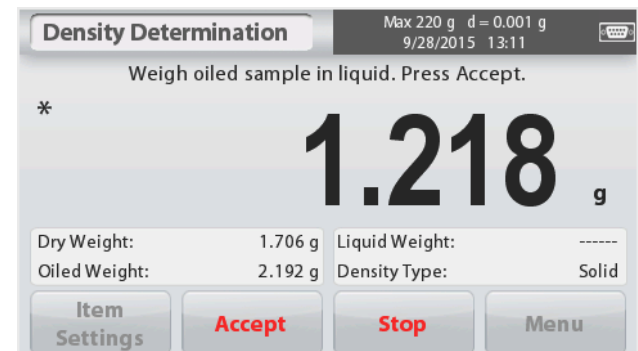 Density Determination
Max 220 g d = 0.001 g
9/28/2015 13:11
Weigh oiled sample in liquid. Press Accept.
*
1.218 g
Dry Weight: 1.706 g Liquid Weight: ------
Oiled Weight: 2.192 g Density Type: Solid
Item
Settings
Accept
Stop
Menu